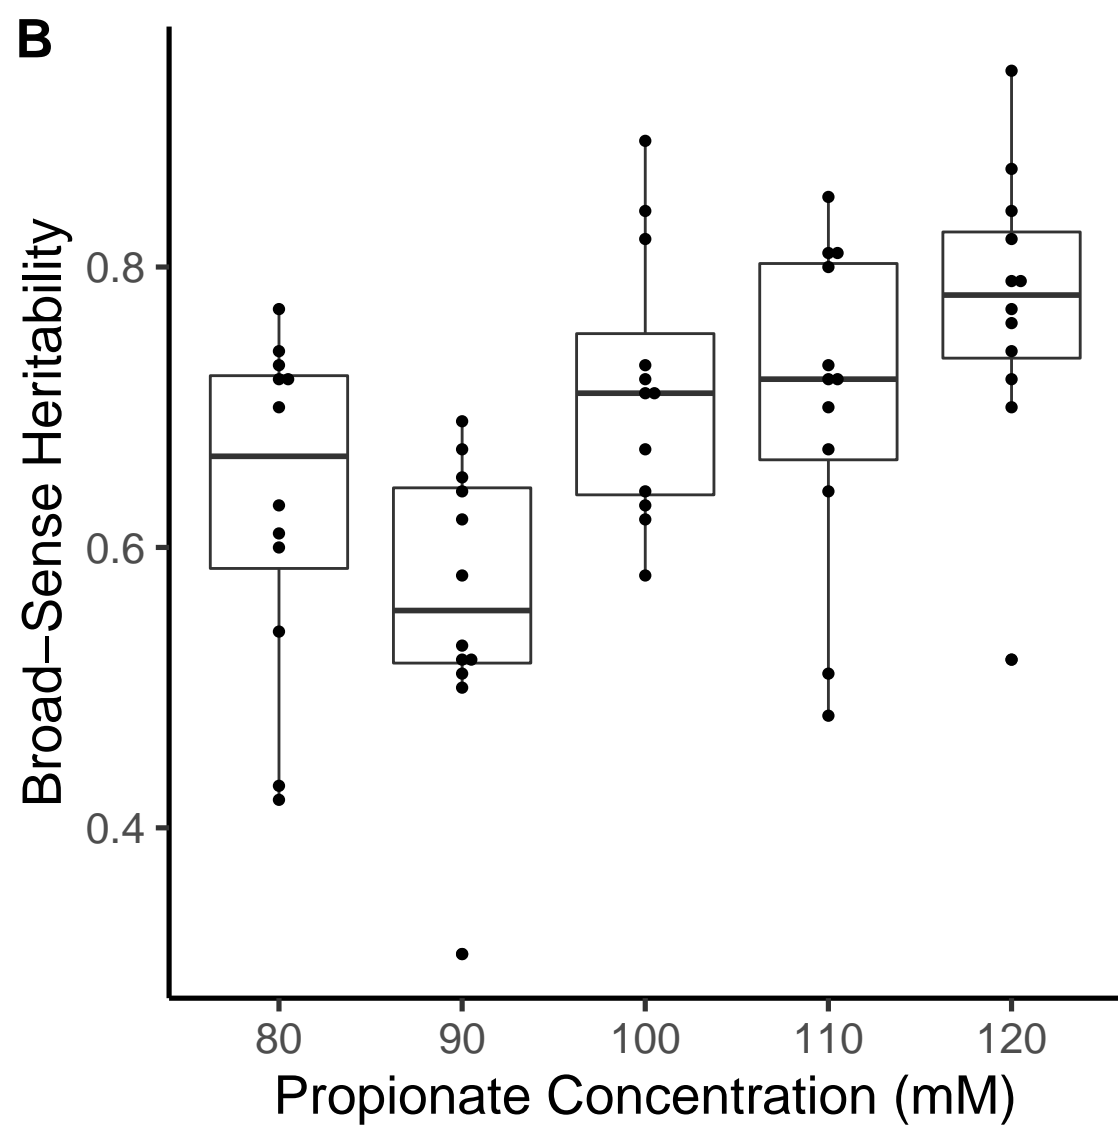 B
Broad–Sense Heritability
0.8
0.6
0.4
80 90 100 110 120
Propionate Concentration (mM)